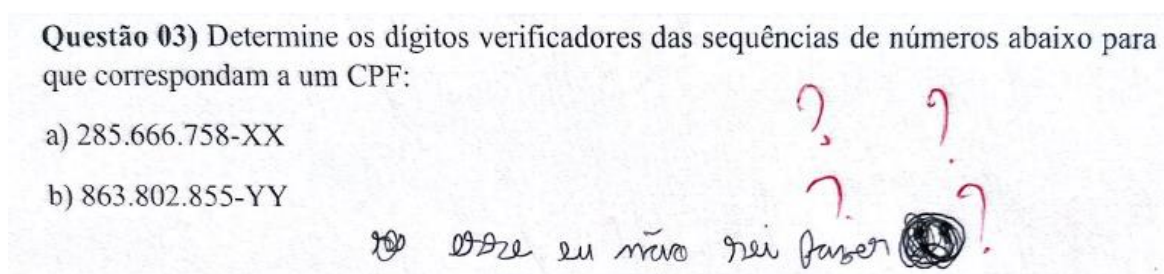 Questão 03) Determine os dígitos verificadores das sequências de números abaixo para
que correspondam a um CPF:
? ?
a) 285.666.758-XX
b) 863.802.855-YY
? ?
esse eu não sei fazer